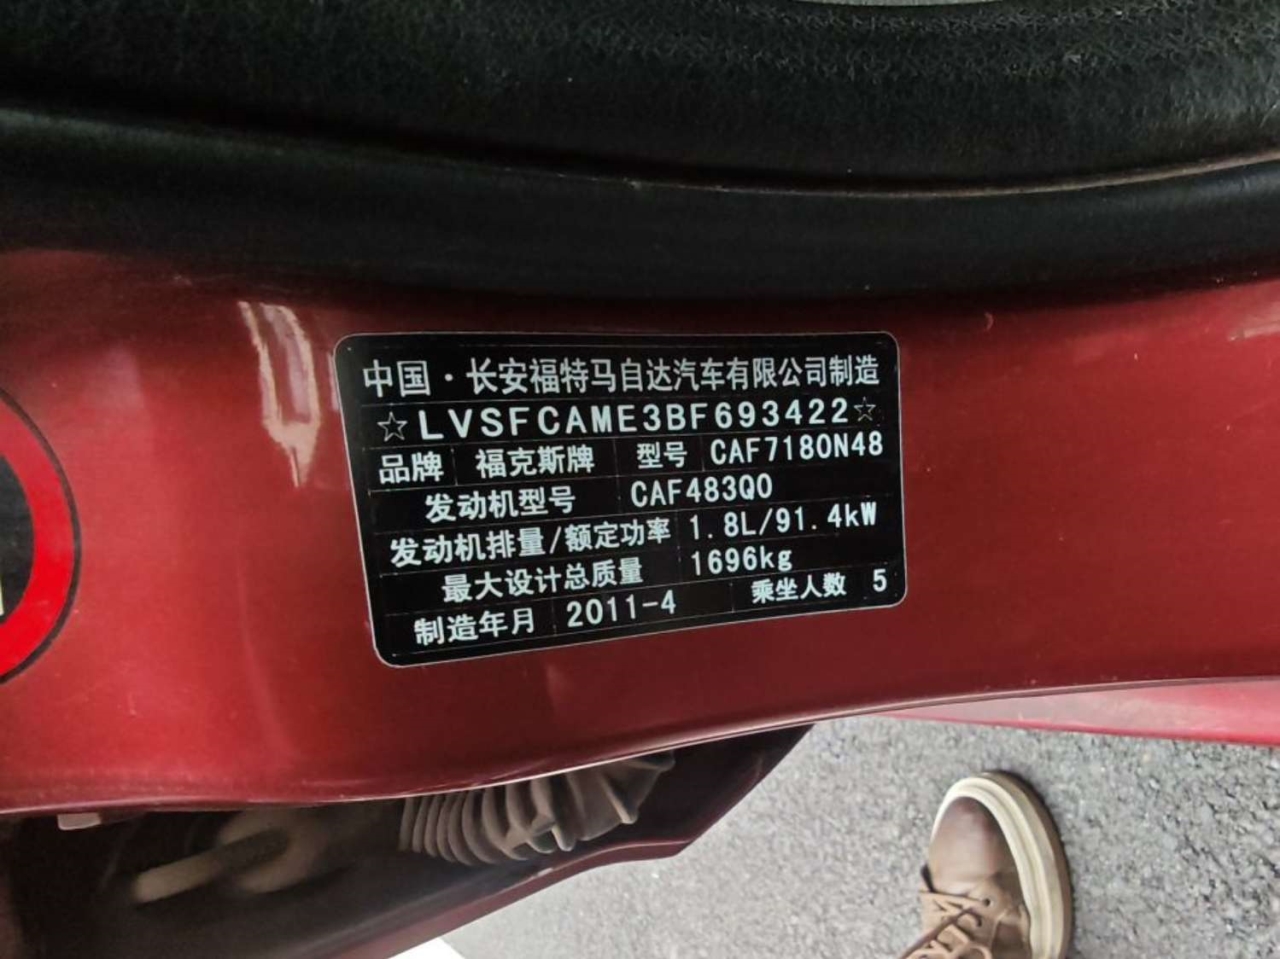 中国·长安福特马自达汽车有限公司制造
☆LVSFCAME3BF693422☆
品牌 福克斯牌 型号 CAF7180N48
发动机型号 CAF483Q0
发动机排量/额定功率 1.8L/91.4kW
最大设计总质量 1696kg
制造年月 2011-4 乘坐人数 5